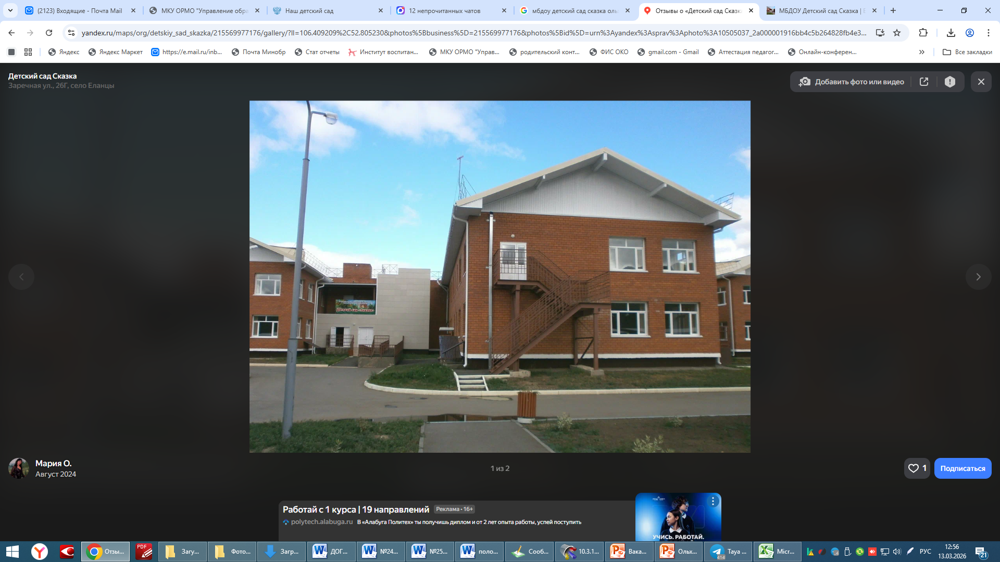 (2123) Входящие - Почта Mail
МКУ ОРМО "Управление обра
Наш детский сад
12 непрочитанных чатов
мбдоу детский сад сказка оль
Отзывы о «Детский сад Сказка
МБДОУ Детский сад Сказка | Е
yandex.ru/maps/org/detskiy_sad_skazka/215569977176/gallery/?ll=106.409209%2C52.805230&photos%5Bbusiness%5D=215569977176&photos%5Bid%5D=urn%3Ayandex%3Asprav%3Aphoto%3A10505037_2a000001916bb4c5b264828fb4e3...
Яндекс
Яндекс Маркет
https://e.mail.ru/inb...
Почта Минобр
Стат отчеты
Институт воспитан...
МКУ ОРМО "Управ...
родительский конт...
ФИС ОКО
gmail.com - Gmail
Аттестация педагог...
Онлайн-конферен...
Все закладки
Детский сад Сказка
Заречная ул., 26Г, село Еланцы
Добавить фото или видео
Детский сад «Сказка»
Мария О.
Август 2024
1 из 2
1
Подписаться
Работай с 1 курса | 19 направлений
Реклама • 16+
polytech.alabuga.ru
В «Алабуга Политех» ты получишь диплом и от 2 лет опыта работы, успей поступить
УЧИСЬ. РАБОТАЙ.
Отзы...
PDF
Загу...
Фото...
Загр...
ДОГ...
№24...
№25...
поло...
Сооб...
10.3.1...
Вака...
Ольх...
Taya ...
414
Micr...
РУС
12:56
13.03.2026
21